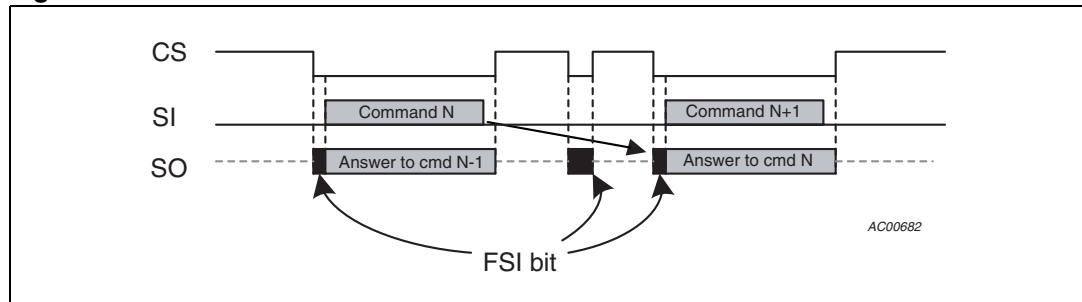 CS
SI
Command N
Command N+1
SO
Answer to cmd N-1
Answer to cmd N
AC00682
FSI bit